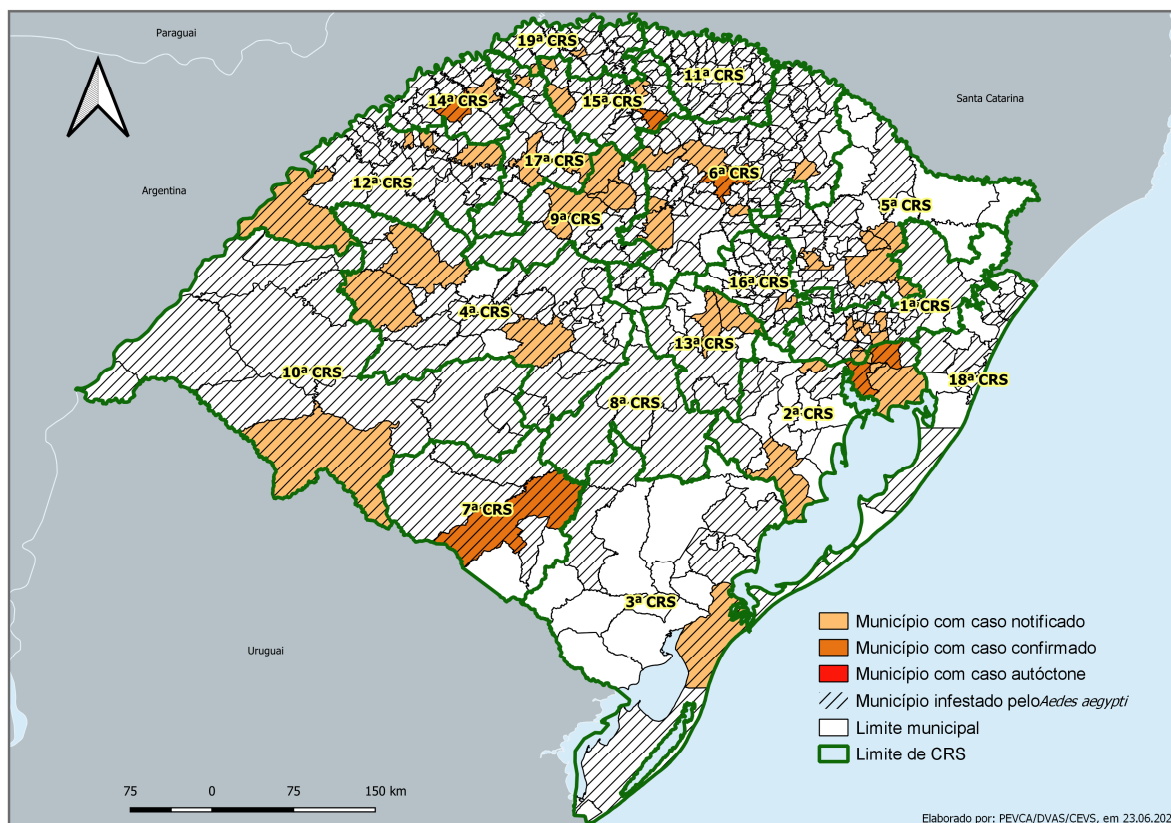 Paraguai
19ª CRS
11ª CRS
Santa Catarina
14ª CRS
15ª CRS
17ª CRS
6ª CRS
12ª CRS
Argentina
5ª CRS
9ª CRS
16ª CRS
1ª CRS
4ª CRS
13ª CRS
10ª CRS
18ª CRS
8ª CRS
2ª CRS
7ª CRS
3ª CRS
Uruguai
Município com caso notificado
Município com caso confirmado
Município com caso autóctone
Município infestado pelo Aedes aegypti
Limite municipal
Limite de CRS
75 0 75 150 km
Elaborado por: PEVCA/DVAS/CEVS, em 23.06.202